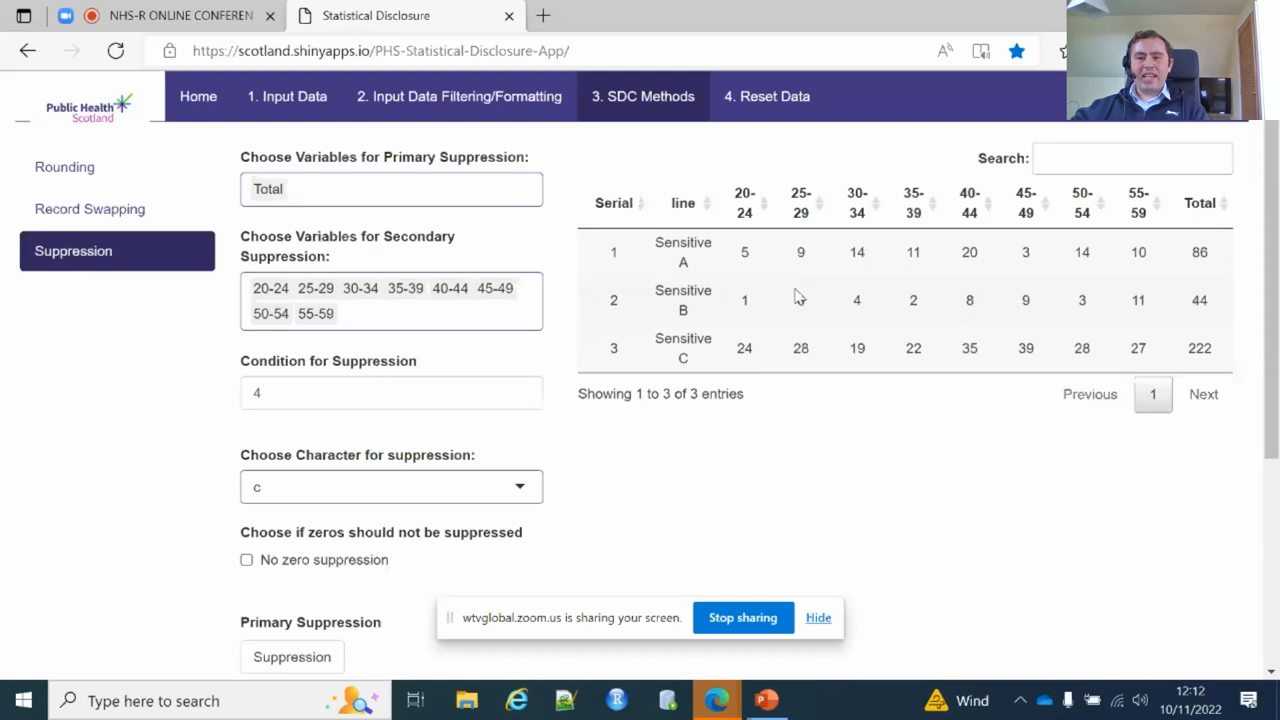 NHS-R ONLINE CONFEREN
Statistical Disclosure
https://scotland.shinyapps.io/PHS-Statistical-Disclosure-App/
Public Health
Scotland
Home 1. Input Data 2. Input Data Filtering/Formatting 3. SDC Methods 4. Reset Data
Rounding
Record Swapping
Suppression
Choose Variables for Primary Suppression:
Total
Choose Variables for Secondary
Suppression:
20-24 25-29 30-34 35-39 40-44 45-49
50-54 55-59
Condition for Suppression
4
Choose Character for suppression:
c
Choose if zeros should not be suppressed
No zero suppression
Primary Suppression
Suppression
Search:
Serial line 20-24 25-29 30-34 35-39 40-44 45-49 50-54 55-59 Total
1 Sensitive A 5 9 14 11 20 3 14 10 86
2 Sensitive B 1 4 2 8 9 3 11 44
3 Sensitive C 24 28 19 22 35 39 28 27 222
Showing 1 to 3 of 3 entries
Previous 1 Next
wtvglobal.zoom.us is sharing your screen. Stop sharing Hide
Type here to search
Wind
12:12
10/11/2022